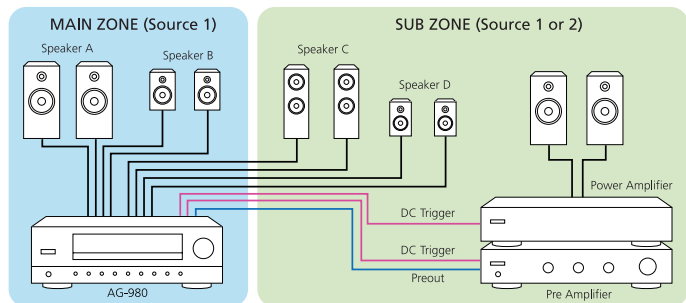 MAIN ZONE (Source 1)
SUB ZONE (Source 1 or 2)
Speaker A
Speaker B
Speaker C
Speaker D
Power Amplifier
DC Trigger
DC Trigger
Preout
AG-980
Pre Amplifier